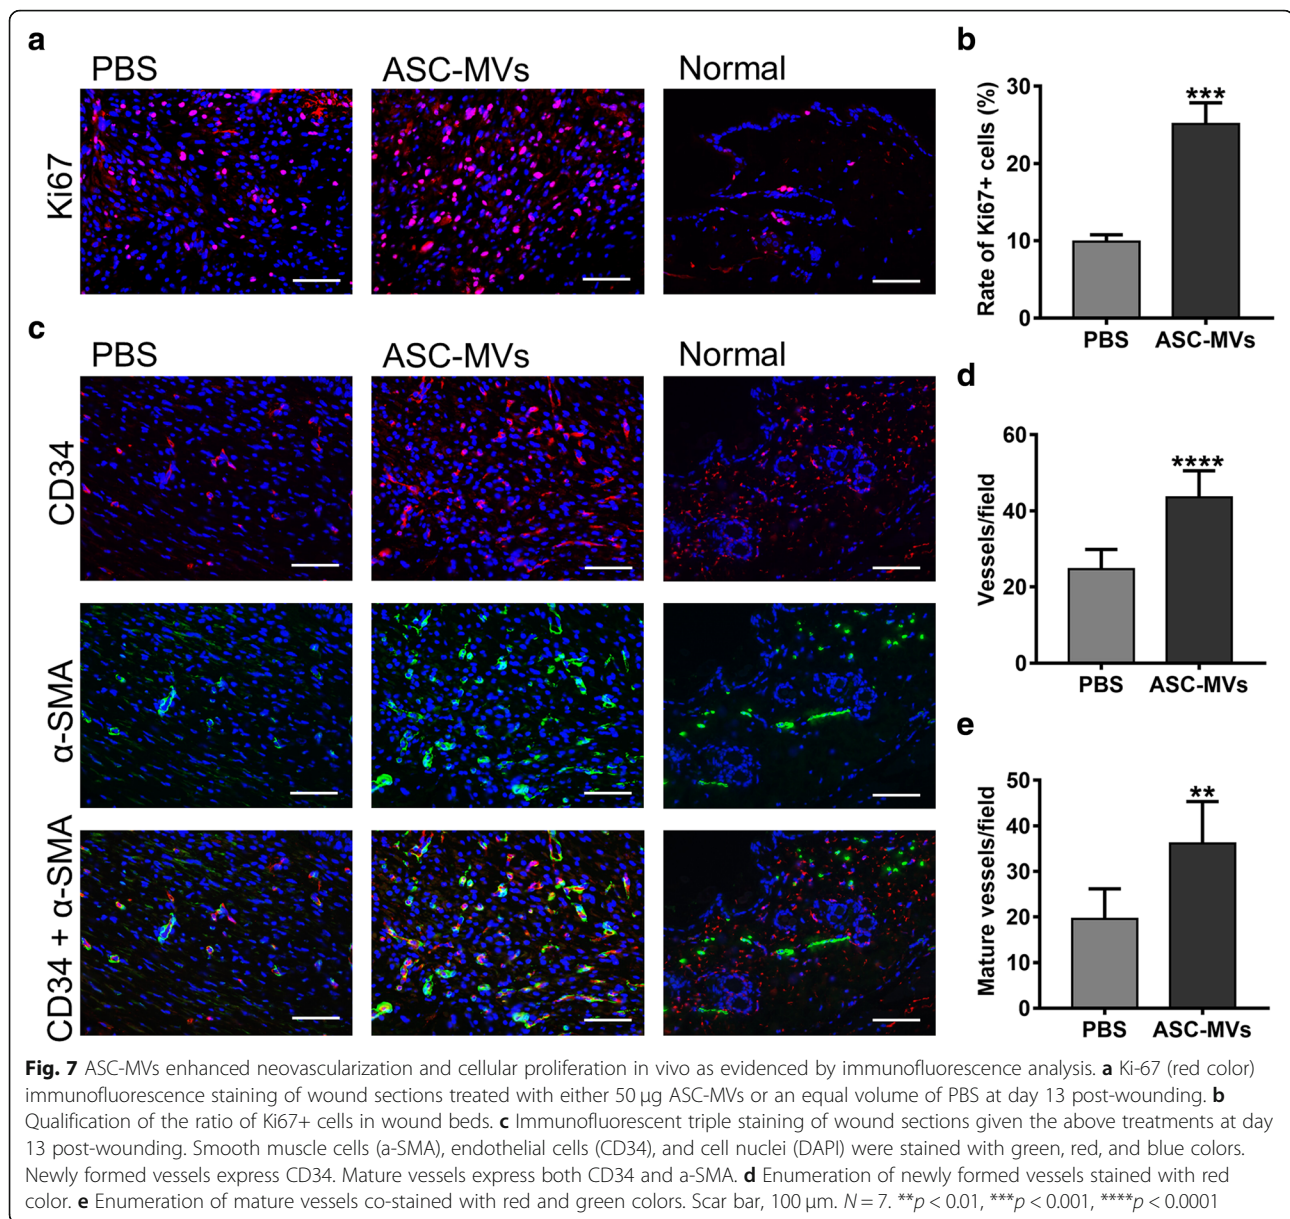 a
PBS
ASC-MVs
Normal
Ki67
b
Rate of Ki67+ cells (%)
30
20
10
0
***
PBS
ASC-MVs
c
PBS
ASC-MVs
Normal
CD34
α-SMA
CD34 + α-SMA
d
Vessels/field
60
40
20
0
****
PBS
ASC-MVs
e
Mature vessels/field
50
40
30
20
10
0
**
PBS
ASC-MVs
Fig. 7 ASC-MVs enhanced neovascularization and cellular proliferation in vivo as evidenced by immunofluorescence analysis. a Ki-67 (red color)
immunofluorescence staining of wound sections treated with either 50 μg ASC-MVs or an equal volume of PBS at day 13 post-wounding. b
Qualification of the ratio of Ki67+ cells in wound beds. c Immunofluorescent triple staining of wound sections given the above treatments at day
13 post-wounding. Smooth muscle cells (a-SMA), endothelial cells (CD34), and cell nuclei (DAPI) were stained with green, red, and blue colors.
Newly formed vessels express CD34. Mature vessels express both CD34 and a-SMA. d Enumeration of newly formed vessels stained with red
color. e Enumeration of mature vessels co-stained with red and green colors. Scar bar, 100 μm. N = 7. **p < 0.01, ***p < 0.001, ****p < 0.0001